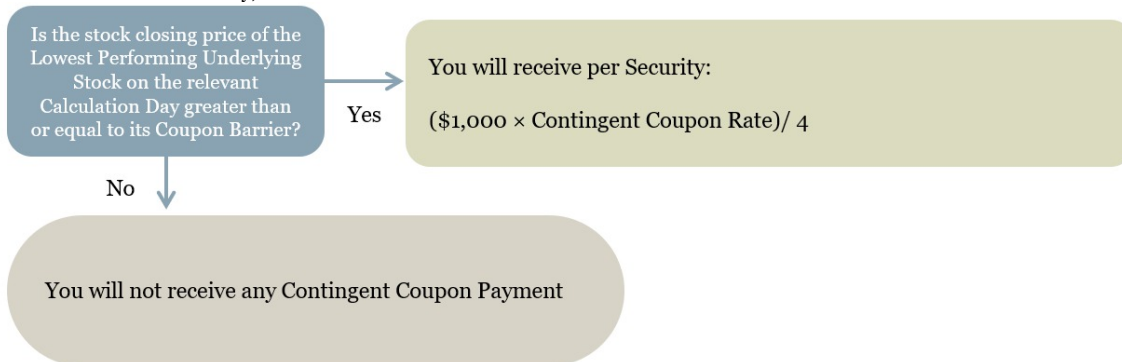 Is the stock closing price of the
Lowest Performing Underlying
Stock on the relevant
Calculation Day greater than
or equal to its Coupon Barrier?
Yes
You will receive per Security:
($1,000 × Contingent Coupon Rate)/ 4
No
You will not receive any Contingent Coupon Payment